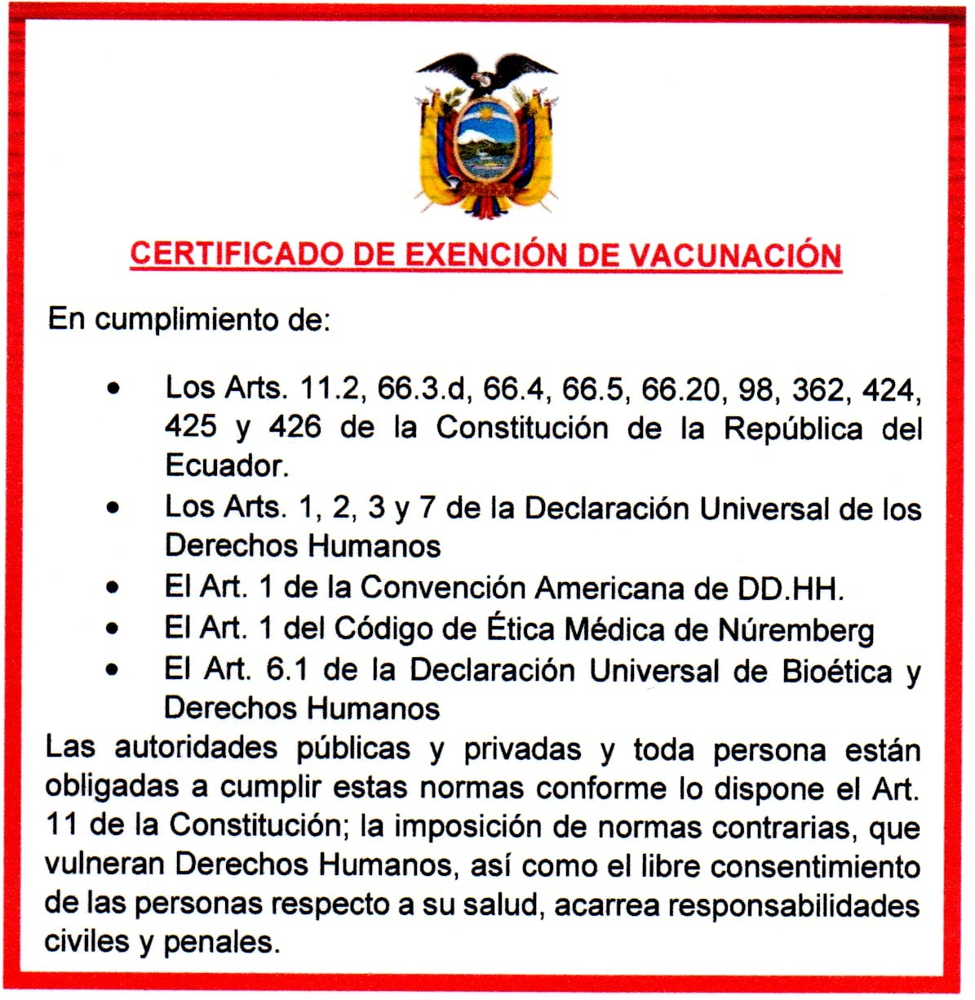 CERTIFICADO DE EXENCIÓN DE VACUNACIÓN
En cumplimiento de:
• Los Arts. 11.2, 66.3.d, 66.4, 66.5, 66.20, 98, 362, 424,
425 y 426 de la Constitución de la República del
Ecuador.
• Los Arts. 1, 2, 3 y 7 de la Declaración Universal de los
Derechos Humanos
• El Art. 1 de la Convención Americana de DD.HH.
• El Art. 1 del Código de Ética Médica de Núremberg
• El Art. 6.1 de la Declaración Universal de Bioética y
Derechos Humanos
Las autoridades públicas y privadas y toda persona están
obligadas a cumplir estas normas conforme lo dispone el Art.
11 de la Constitución; la imposición de normas contrarias, que
vulneran Derechos Humanos, así como el libre consentimiento
de las personas respecto a su salud, acarrea responsabilidades
civiles y penales.